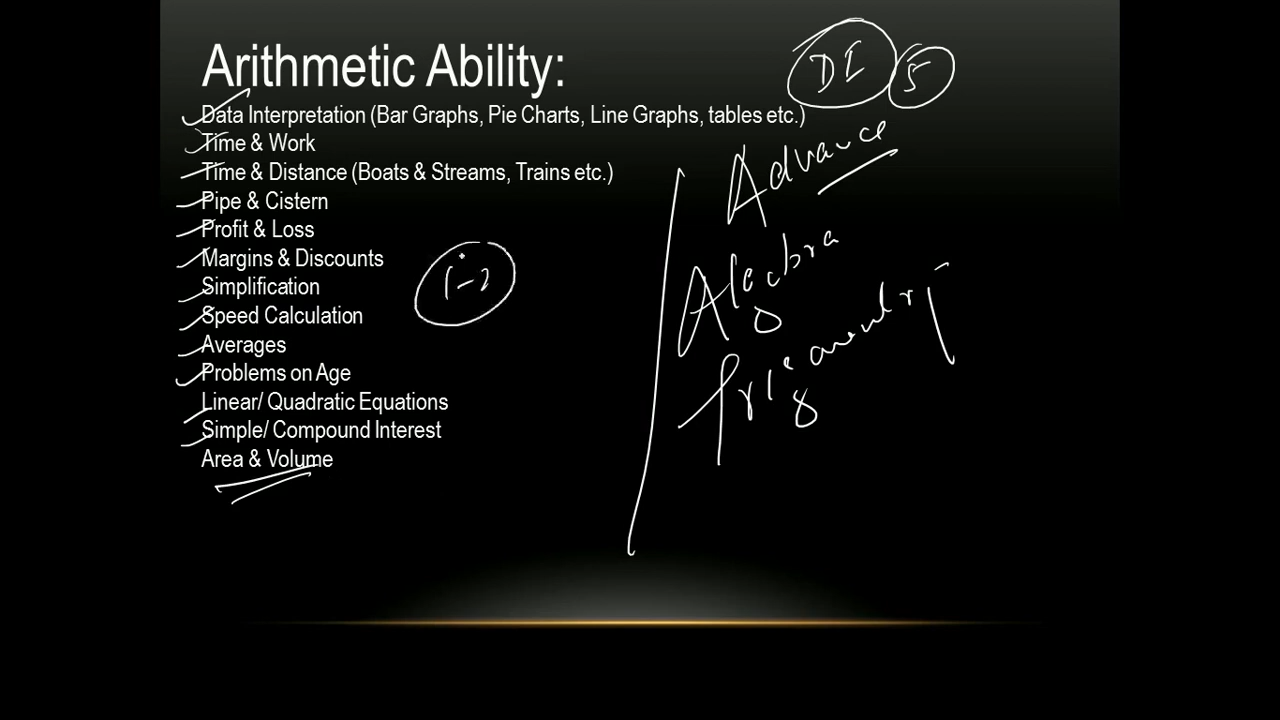 Arithmetic Ability:
DI 5
Data Interpretation (Bar Graphs, Pie Charts, Line Graphs, tables etc.)
Time & Work
Time & Distance (Boats & Streams, Trains etc.)
Pipe & Cistern
Profit & Loss
Margins & Discounts
Simplification
Speed Calculation
Averages
Problems on Age
Linear/ Quadratic Equations
Simple/ Compound Interest
Area & Volume
1-2
Advance
Algebra